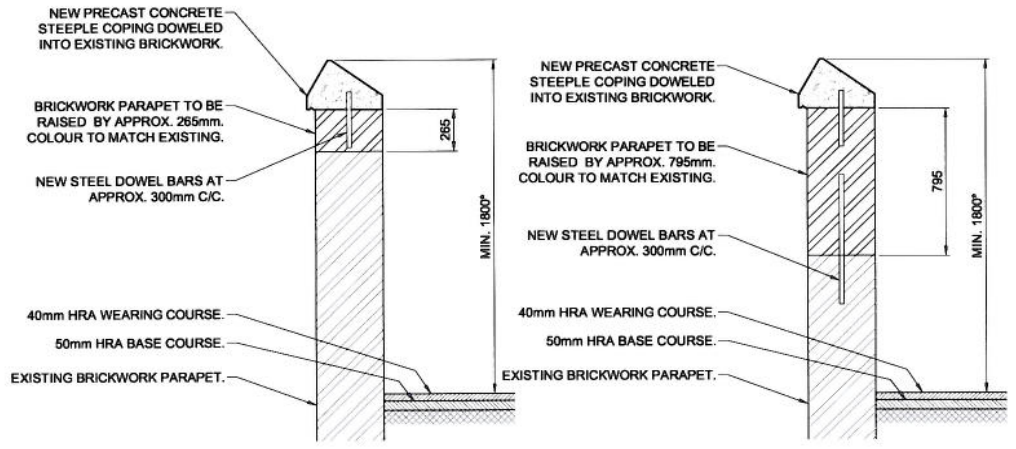 NEW PRECAST CONCRETE
STEEPLE COPING DOWELED
INTO EXISTING BRICKWORK.
BRICKWORK PARAPET TO BE
RAISED BY APPROX. 265mm.
COLOUR TO MATCH EXISTING.
NEW STEEL DOWEL BARS AT
APPROX. 300mm C/C.
40mm HRA WEARING COURSE.
50mm HRA BASE COURSE.
EXISTING BRICKWORK PARAPET.
265
MIN. 1800*
NEW PRECAST CONCRETE
STEEPLE COPING DOWELED
INTO EXISTING BRICKWORK.
BRICKWORK PARAPET TO BE
RAISED BY APPROX. 795mm.
COLOUR TO MATCH EXISTING.
NEW STEEL DOWEL BARS AT
APPROX. 300mm C/C.
40mm HRA WEARING COURSE.
50mm HRA BASE COURSE.
EXISTING BRICKWORK PARAPET.
795
MIN. 1800*